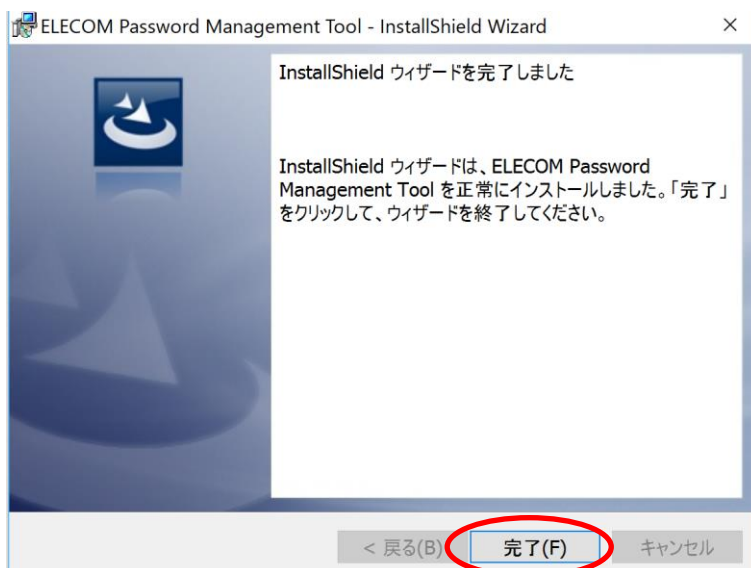 ELECOM Password Management Tool - InstallShield Wizard
InstallShield ウィザードを完了しました
InstallShield ウィザードは、ELECOM Password
Management Tool を正常にインストールしました。「完了」
をクリックして、ウィザードを終了してください。
< 戻る(B) 完了(F) キャンセル